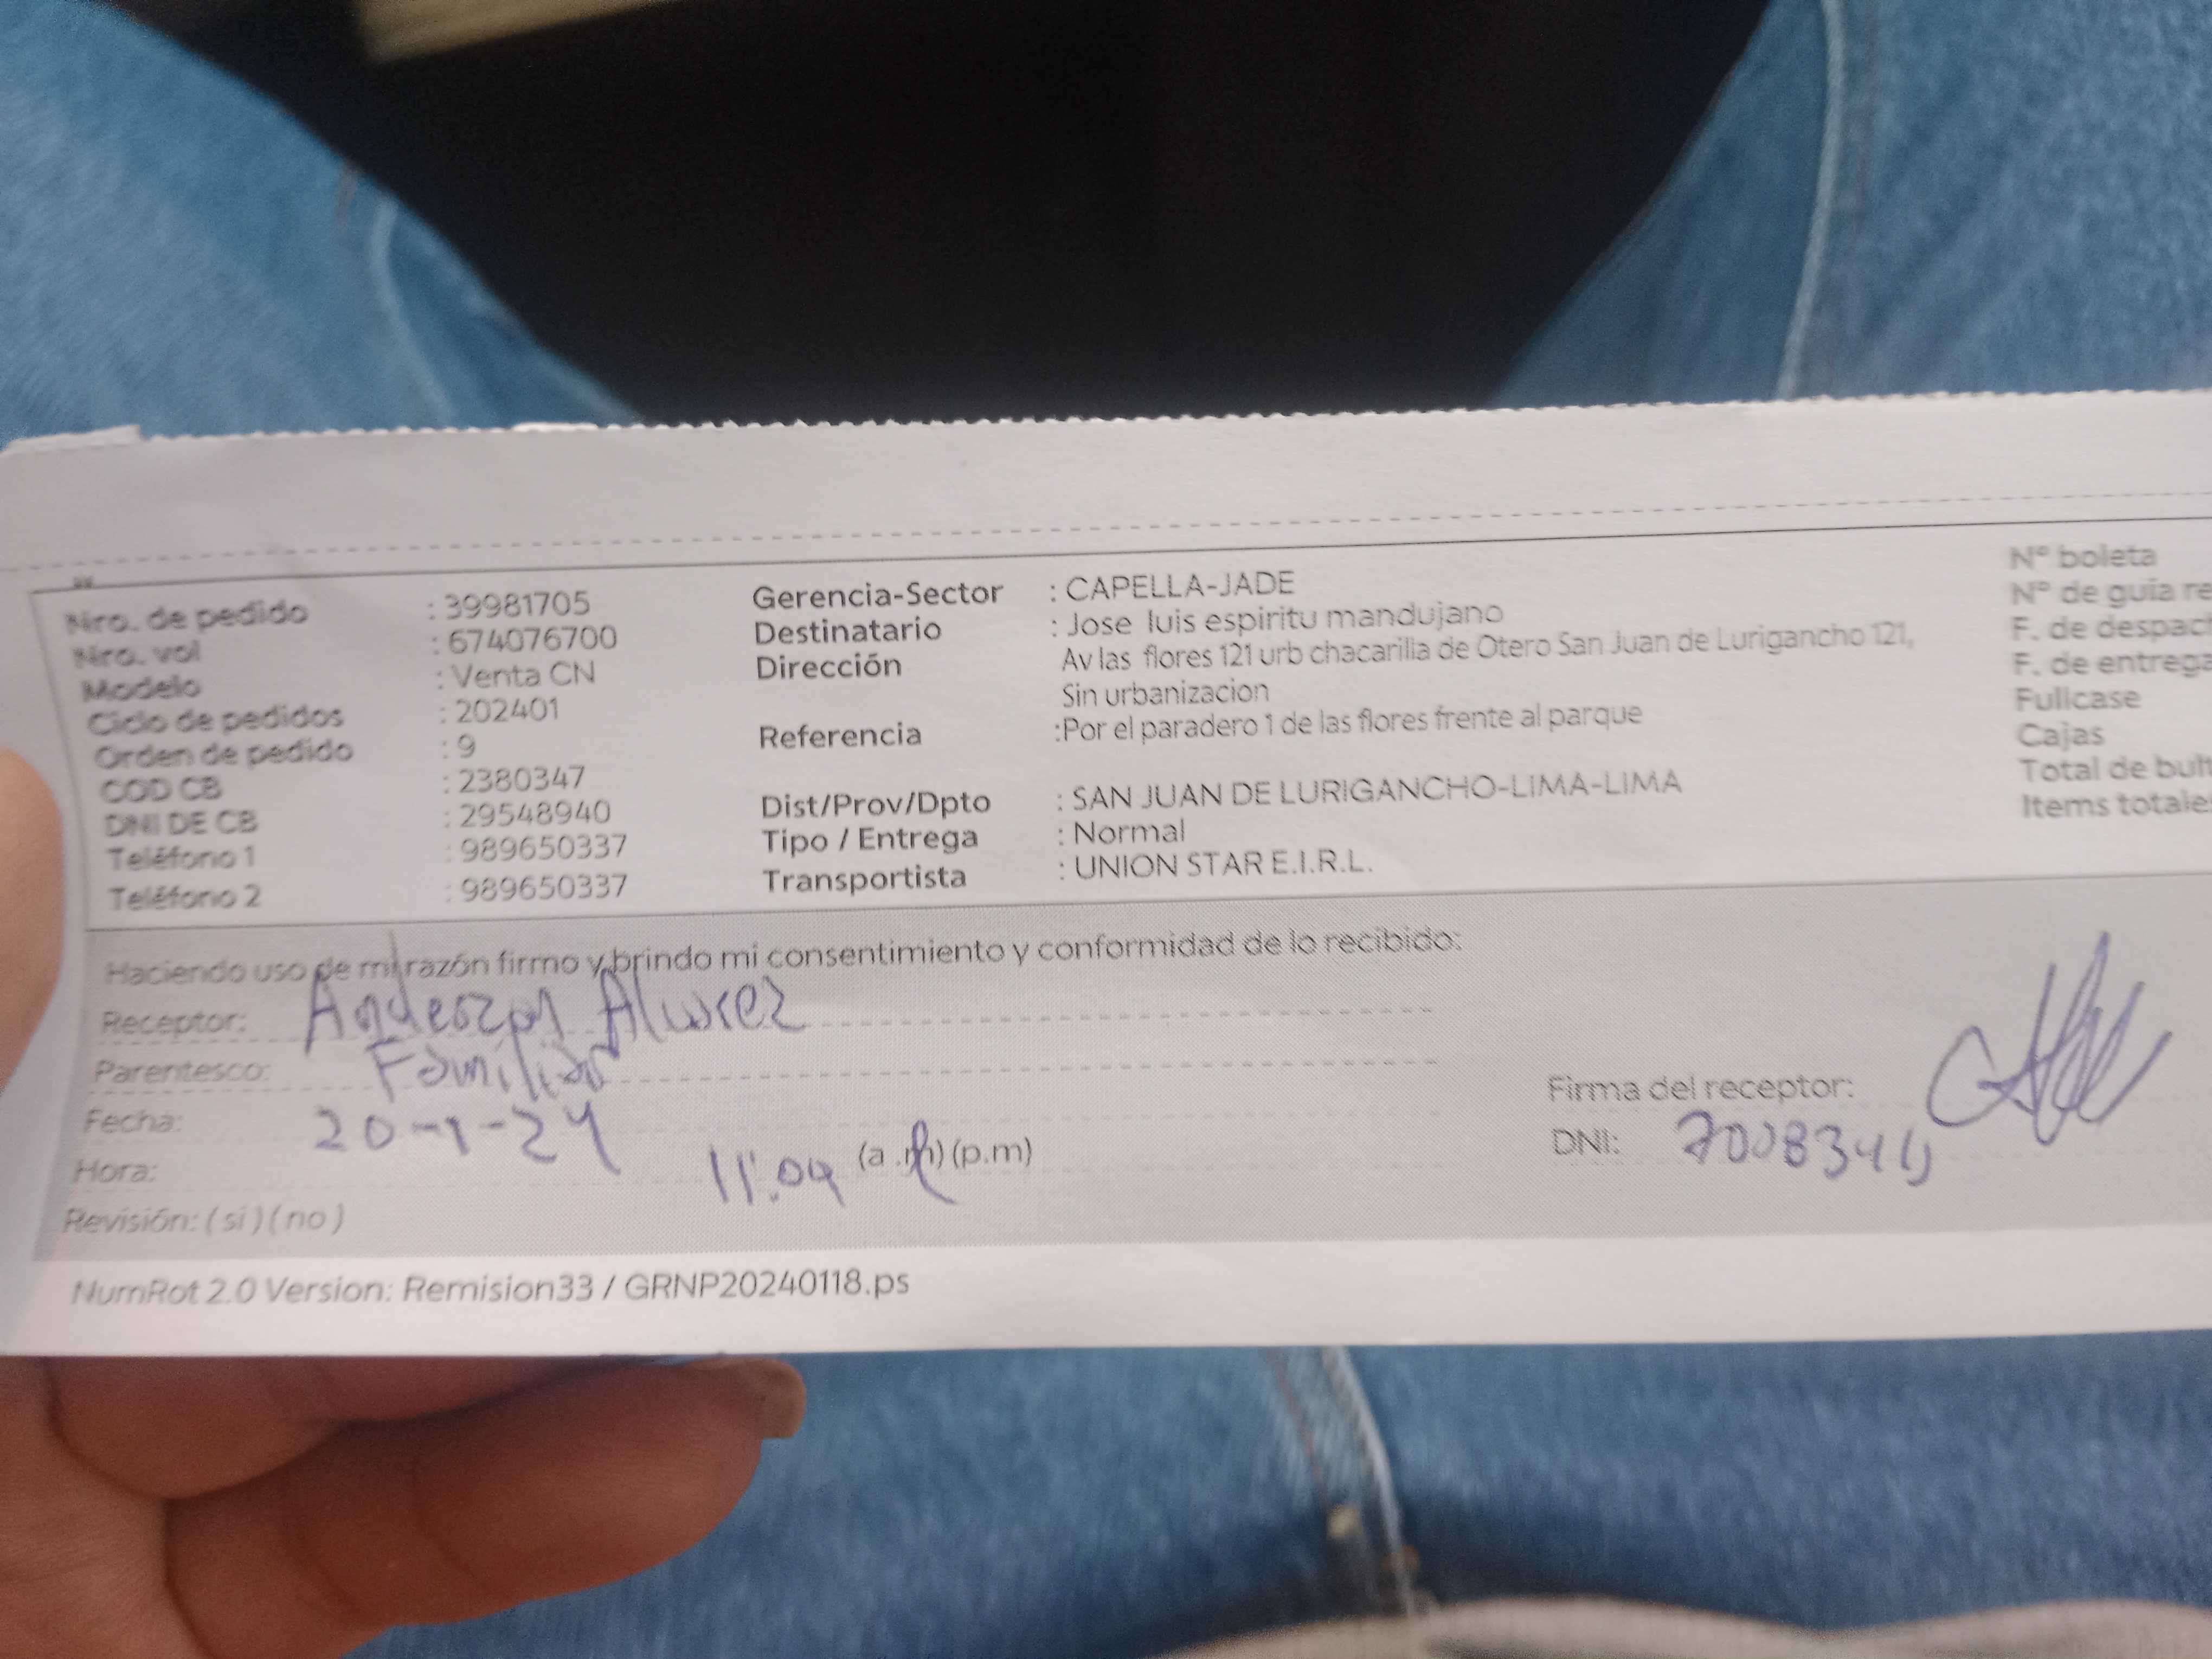 Nro. de pedido : 39981705
Nro. vol : 674076700
Modelo : Venta CN
Ciclo de pedidos : 202401
Orden de pedido : 9
COD CB : 2380347
DNI DE CB : 29548940
Teléfono 1 : 989650337
Teléfono 2 : 989650337
Gerencia-Sector : CAPELLA-JADE
Destinatario : Jose luis espiritu mandujano
Dirección Av las flores 121 urb chacarilla de Otero San Juan de Lurigancho 121,
Sin urbanizacion
Referencia :Por el paradero 1 de las flores frente al parque
Dist/Prov/Dpto : SAN JUAN DE LURIGANCHO-LIMA-LIMA
Tipo / Entrega : Normal
Transportista : UNION STAR E.I.R.L.
N° boleta
N° de guía re
F. de despach
F. de entrega
Fullcase
Cajas
Total de bult
Items totales
Haciendo uso de mi razón firmo y brindo mi consentimiento y conformidad de lo recibido:
Receptor: Anderzon Alvarez
Parentesco: Familiar
Fecha: 20-1-24
Hora: 11:04 (a.m) (p.m)
Revisión: ( si ) ( no )
Firma del receptor:
DNI:
NumRot 2.0 Version: Remision33 / GRNP20240118.ps